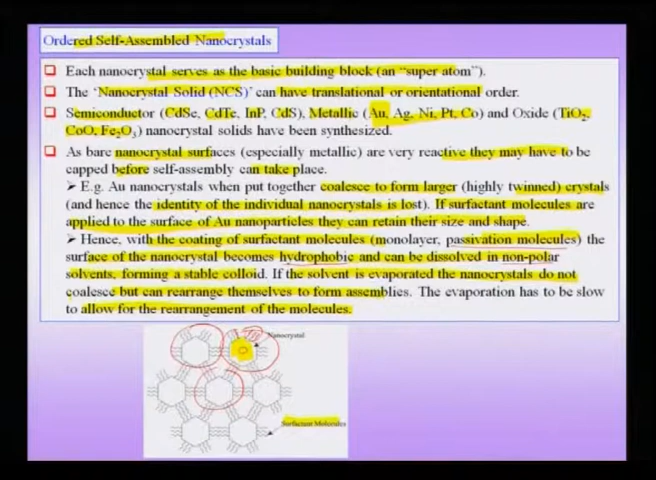 Ordered Self-Assembled Nanocrystals
Each nanocrystal serves as the basic building block (an “super atom”).
The ‘Nanocrystal Solid (NCS)’ can have translational or orientational order.
Semiconductor (CdSe, CdTe, InP, CdS), Metallic (Au, Ag, Ni, Pt, Co) and Oxide (TiO2,
CoO, Fe2O3) nanocrystal solids have been synthesized.
As bare nanocrystal surfaces (especially metallic) are very reactive they may have to be
capped before self-assembly can take place.
➤ E.g. Au nanocrystals when put together coalesce to form larger (highly twinned) crystals
(and hence the identity of the individual nanocrystals is lost). If surfactant molecules are
applied to the surface of Au nanoparticles they can retain their size and shape.
➤ Hence, with the coating of surfactant molecules (monolayer, passivation molecules) the
surface of the nanocrystal becomes hydrophobic and can be dissolved in non-polar
solvents, forming a stable colloid. If the solvent is evaporated the nanocrystals do not
coalesce but can rearrange themselves to form assemblies. The evaporation has to be slow
to allow for the rearrangement of the molecules.
Nanocrystal
Surfactant Molecules